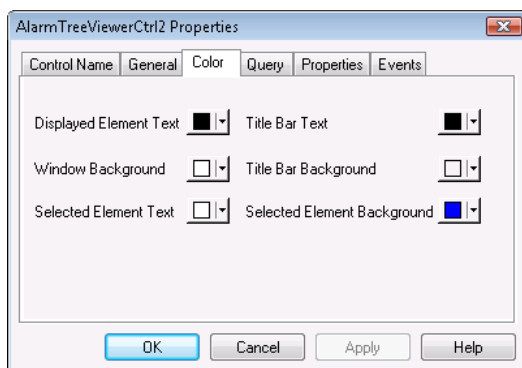 AlarmTreeViewerCtrl2 Properties
Control Name General Color Query Properties Events
Displayed Element Text Title Bar Text
Window Background Title Bar Background
Selected Element Text Selected Element Background
OK Cancel Apply Help